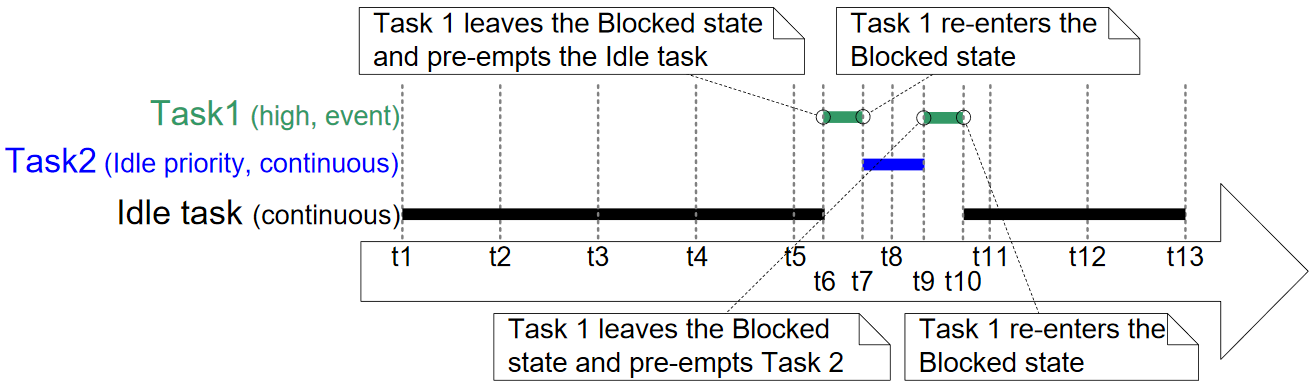 Task 1 leaves the Blocked state
and pre-empts the Idle task
Task 1 re-enters the
Blocked state
Task1 (high, event)
Task2 (Idle priority, continuous)
Idle task (continuous)
t1 t2 t3 t4 t5 t8 t11 t12 t13
t6 t7 t9 t10
Task 1 leaves the Blocked
state and pre-empts Task 2
Task 1 re-enters the
Blocked state